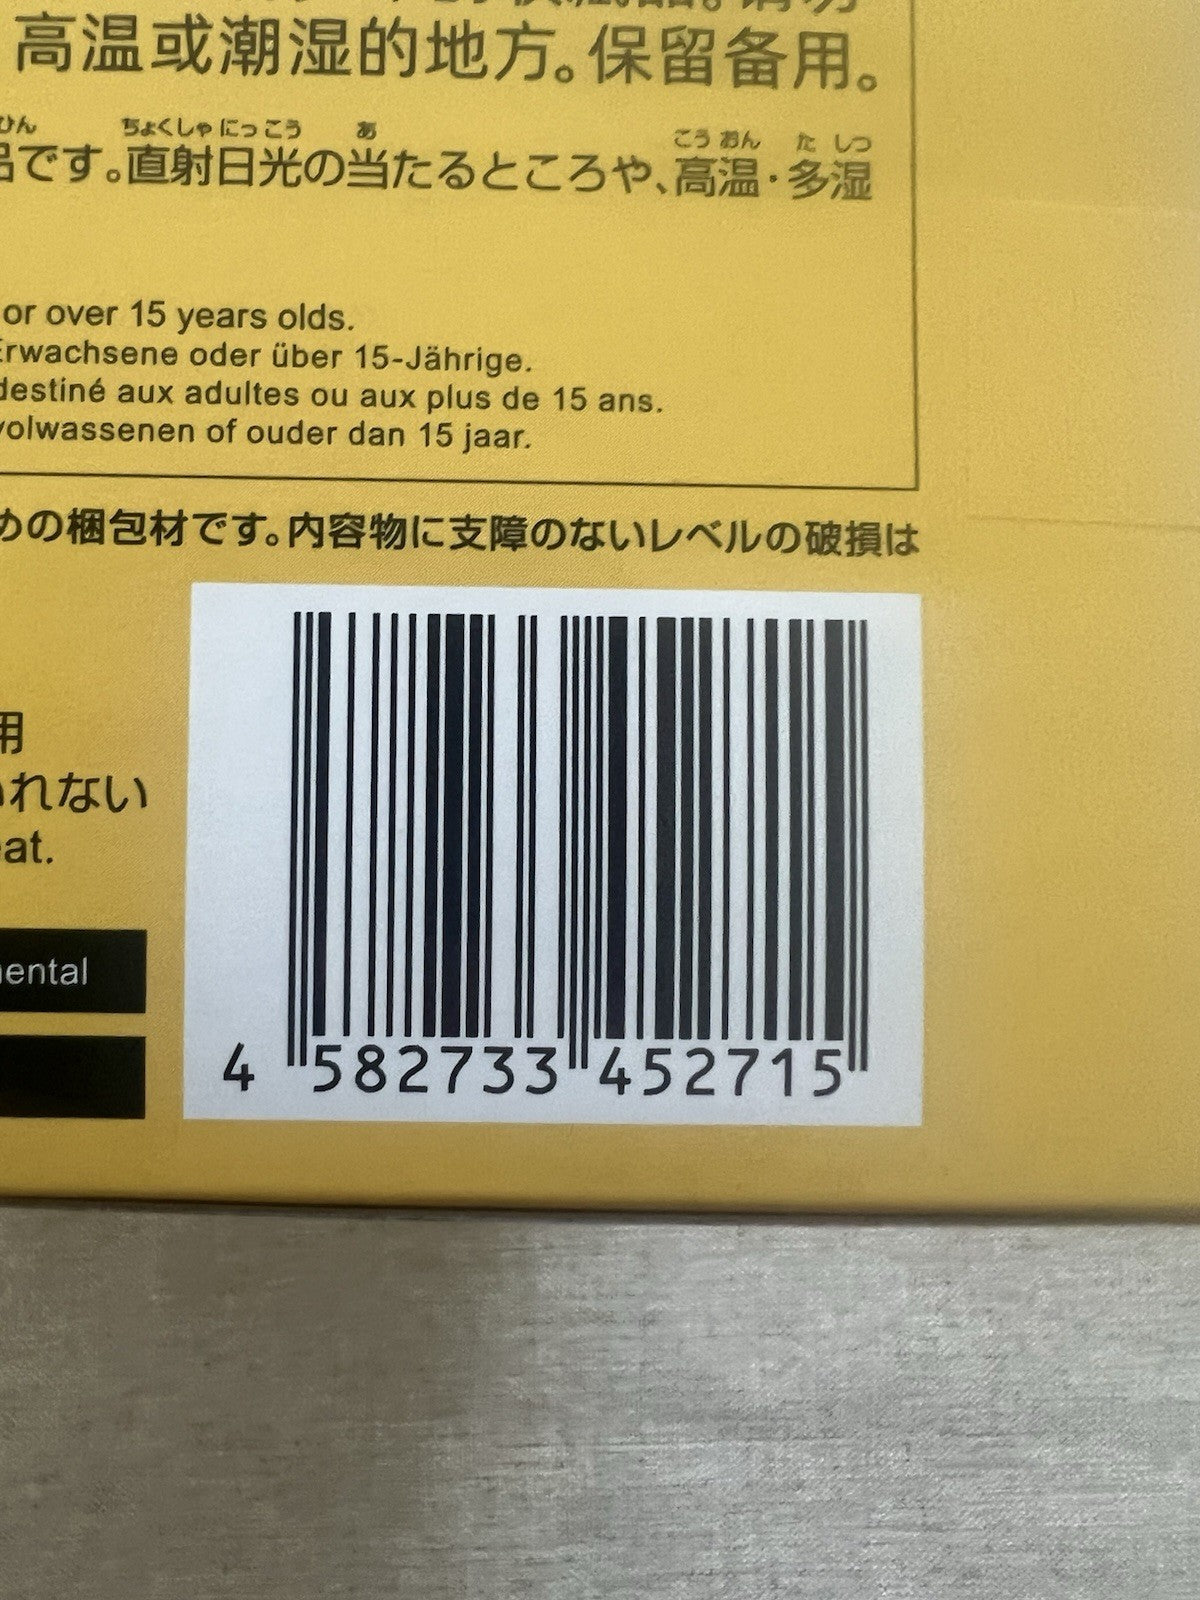 高温或潮湿的地方。保留备用。
ひん ちょくしゃにっこう あ こうおん た しつ
品です。直射日光の当たるところや、高温・多湿
or over 15 years olds.
Erwachsene oder über 15-Jährige.
destiné aux adultes ou aux plus de 15 ans.
volwassenen of ouder dan 15 jaar.
めの梱包材です。内容物に支障のないレベルの破損は
用
いれない
eat.
ental
4 582733 452715